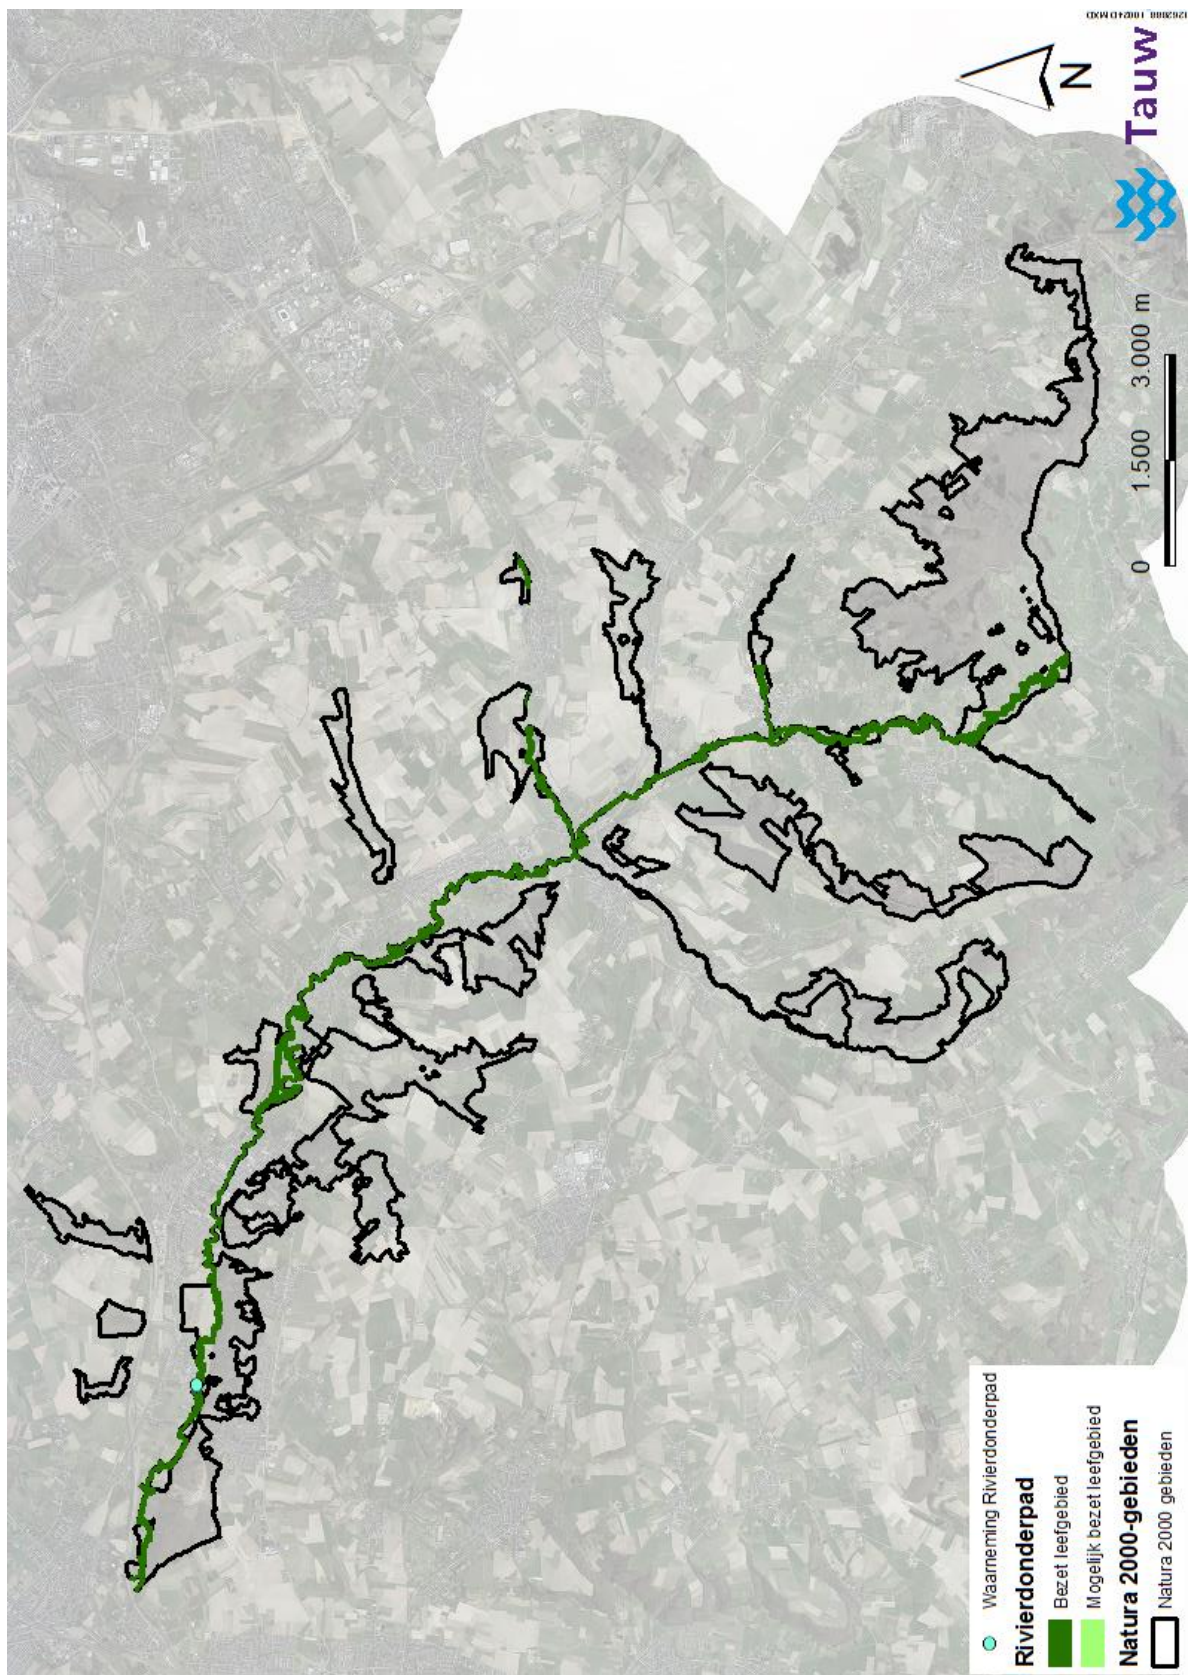 Waarneming Rivierdonderpad
Rivierdonderpad
Bezet leefgebied
Mogelijk bezet leefgebied
Natura 2000-gebieden
Natura 2000 gebieden
0 1.500 3.000 m
N
Tauw